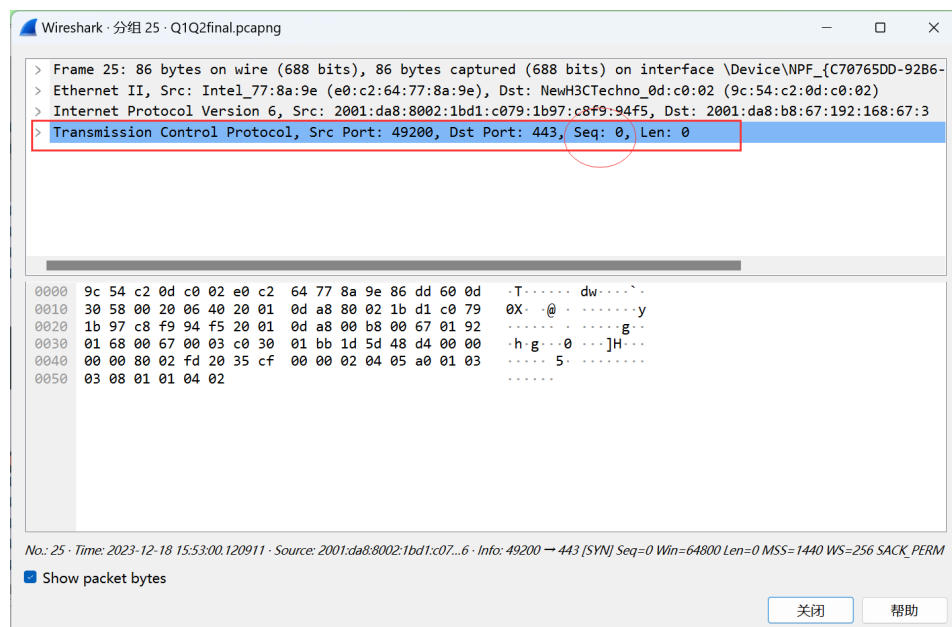 Wireshark · 分组 25 · Q1Q2final.pcapng
> Frame 25: 86 bytes on wire (688 bits), 86 bytes captured (688 bits) on interface \Device\NPF_{C70765DD-92B6-
> Ethernet II, Src: Intel_77:8a:9e (e0:c2:64:77:8a:9e), Dst: NewH3CTechno_0d:c0:02 (9c:54:c2:0d:c0:02)
> Internet Protocol Version 6, Src: 2001:da8:8002:1bd1:c079:1b97:c8f9:94f5, Dst: 2001:da8:b8:67:192:168:67:3
> Transmission Control Protocol, Src Port: 49200, Dst Port: 443, Seq: 0, Len: 0
0000 9c 54 c2 0d c0 02 e0 c2 64 77 8a 9e 86 dd 60 0d ·T······ dw····`·
0010 30 58 00 20 06 40 20 01 0d a8 80 02 1b d1 c0 79 0X· ·@ · ·······y
0020 1b 97 c8 f9 94 f5 20 01 0d a8 00 b8 00 67 01 92 ······ · ·····g··
0030 01 68 00 67 00 03 c0 30 01 bb 1d 5d 48 d4 00 00 ·h·g···0 ···]H···
0040 00 00 80 02 fd 20 35 cf 00 00 02 04 05 a0 01 03 ····· 5· ········
0050 03 08 01 01 04 02 ······
No.: 25 · Time: 2023-12-18 15:53:00.120911 · Source: 2001:da8:8002:1bd1:c07...6 · Info: 49200 → 443 [SYN] Seq=0 Win=64800 Len=0 MSS=1440 WS=256 SACK_PERM
Show packet bytes
关闭 帮助